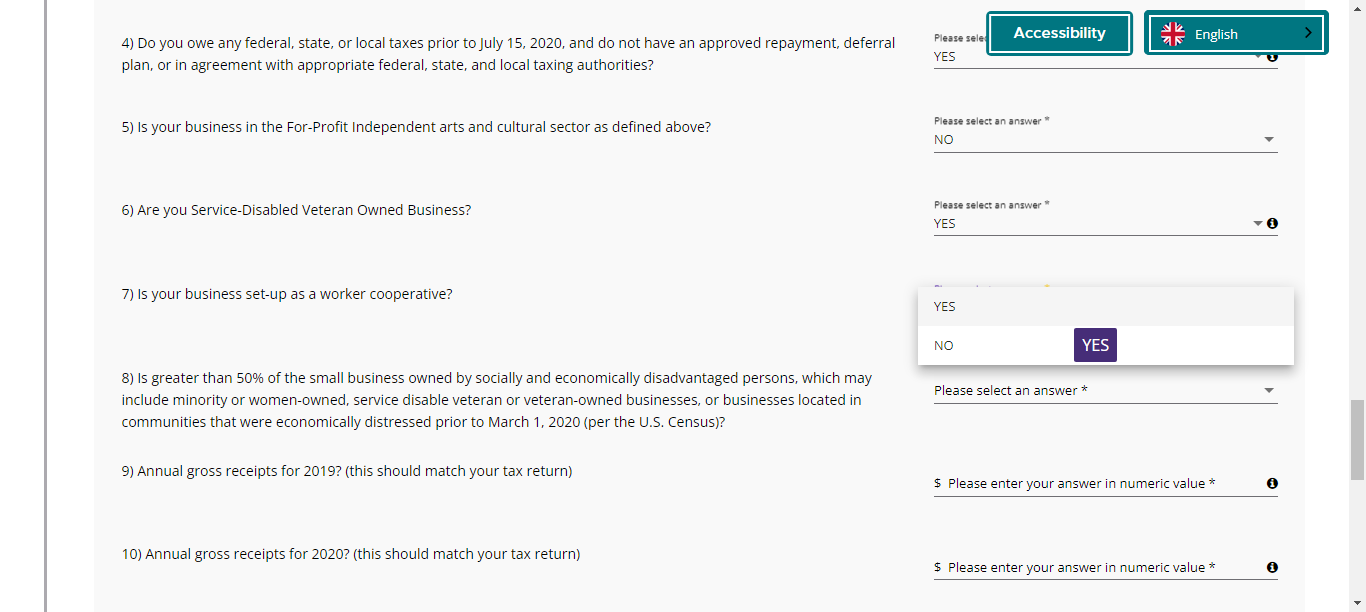 Accessibility
English
4) Do you owe any federal, state, or local taxes prior to July 15, 2020, and do not have an approved repayment, deferral
plan, or in agreement with appropriate federal, state, and local taxing authorities?
Please
YES
5) Is your business in the For-Profit Independent arts and cultural sector as defined above?
Please select an answer *
NO
6) Are you Service-Disabled Veteran Owned Business?
Please select an answer *
YES
7) Is your business set-up as a worker cooperative?
YES
NO
YES
8) Is greater than 50% of the small business owned by socially and economically disadvantaged persons, which may
include minority or women-owned, service disable veteran or veteran-owned businesses, or businesses located in
communities that were economically distressed prior to March 1, 2020 (per the U.S. Census)?
Please select an answer *
9) Annual gross receipts for 2019? (this should match your tax return)
$ Please enter your answer in numeric value *
10) Annual gross receipts for 2020? (this should match your tax return)
$ Please enter your answer in numeric value *